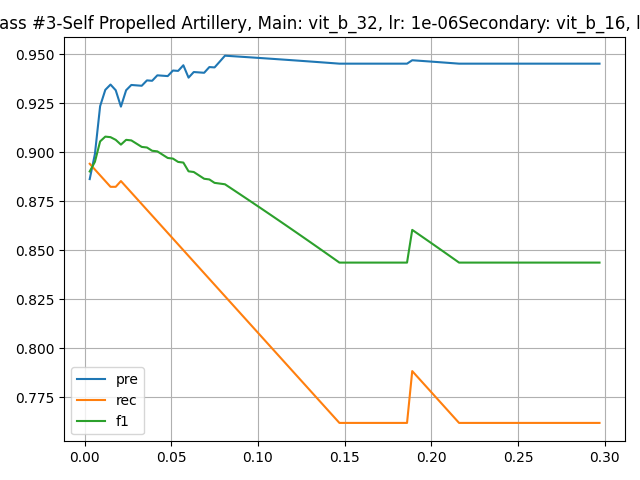 ass #3-Self Propelled Artillery, Main: vit_b_32, lr: 1e-06Secondary: vit_b_16, l
0.950
0.925
0.900
0.875
0.850
0.825
0.800
0.775
pre
rec
f1
0.00 0.05 0.10 0.15 0.20 0.25 0.30